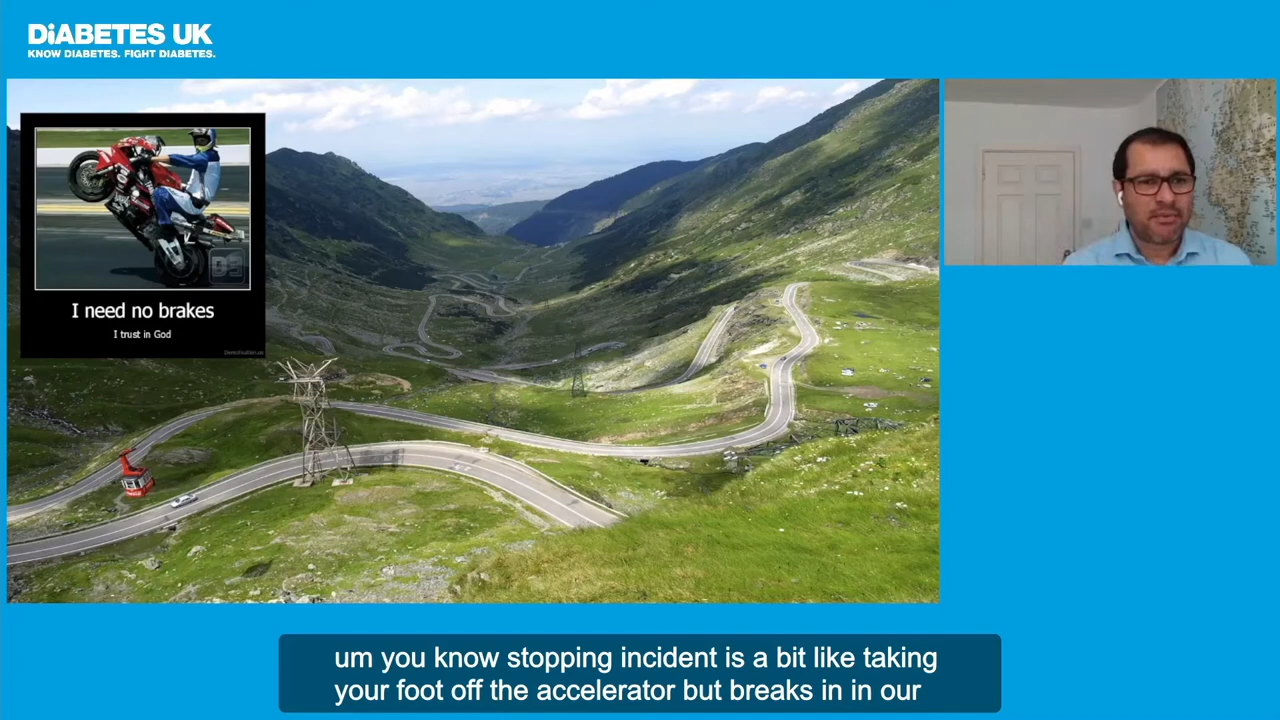 DiABETES UK
KNOW DIABETES. FIGHT DIABETES.
I need no brakes
I trust in God
um you know stopping incident is a bit like taking
your foot off the accelerator but breaks in in our